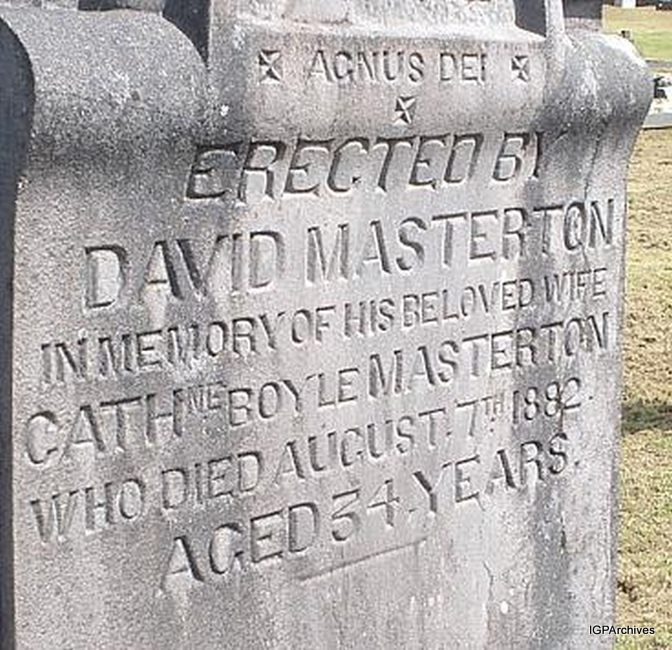 AGNUS DEI
ERECTED BY
DAVID MASTERTON
IN MEMORY OF HIS BELOVED WIFE
CATHNE BOYLE MASTERTON
WHO DIED AUGUST. 7TH 1882.
AGED 34 YEARS.
IGPArchives